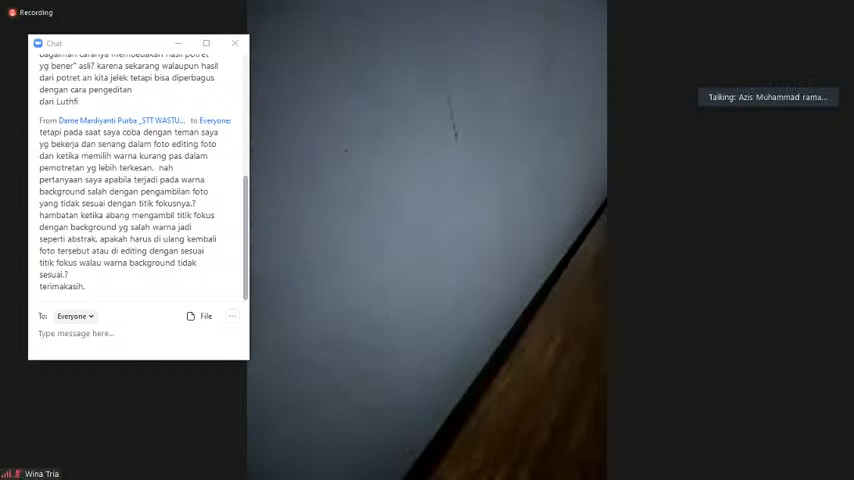 Recording
Chat
bagaiman caranya membedakan hasil potret
yg bener" asli? karena sekarang walaupun hasil
dari potret an kita jelek tetapi bisa diperbagus
dengan cara pengeditan
dari Luthfi
From Dame Mardiyanti Purba _STT WASTU... to Everyone:
tetapi pada saat saya coba dengan teman saya
yg bekerja dan senang dalam foto editing foto
dan ketika memilih warna kurang pas dalam
pemotretan yg lebih terkesan. nah
pertanyaan saya apabila terjadi pada warna
background salah dengan pengambilan foto
yang tidak sesuai dengan titik fokusnya.?
hambatan ketika abang mengambil titik fokus
dengan background yg salah warna jadi
seperti abstrak, apakah harus di ulang kembali
foto tersebut atau di editing dengan sesuai
titik fokus walau warna background tidak
sesuai.?
terimakasih.
To: Everyone File ...
Type message here...
Talking: Azis Muhammad rama...
Wina Tria